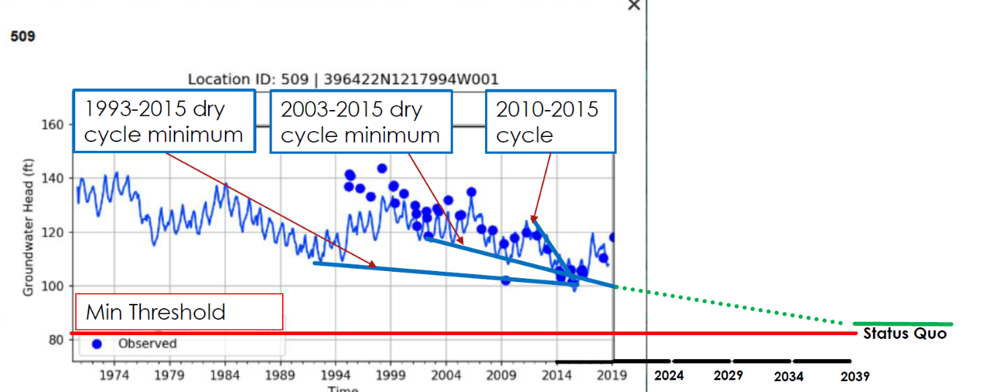 ×
509
Location ID: 509 | 396422N1217994W001
1993-2015 dry
cycle minimum
2003-2015 dry
cycle minimum
2010-2015
cycle
160
140
120
100
80
Groundwater Head (ft)
Min Threshold
Observed
Status Quo
1974 1979 1984 1989 1994 1999 2004 2009 2014 2019 2024 2029 2034 2039
Time